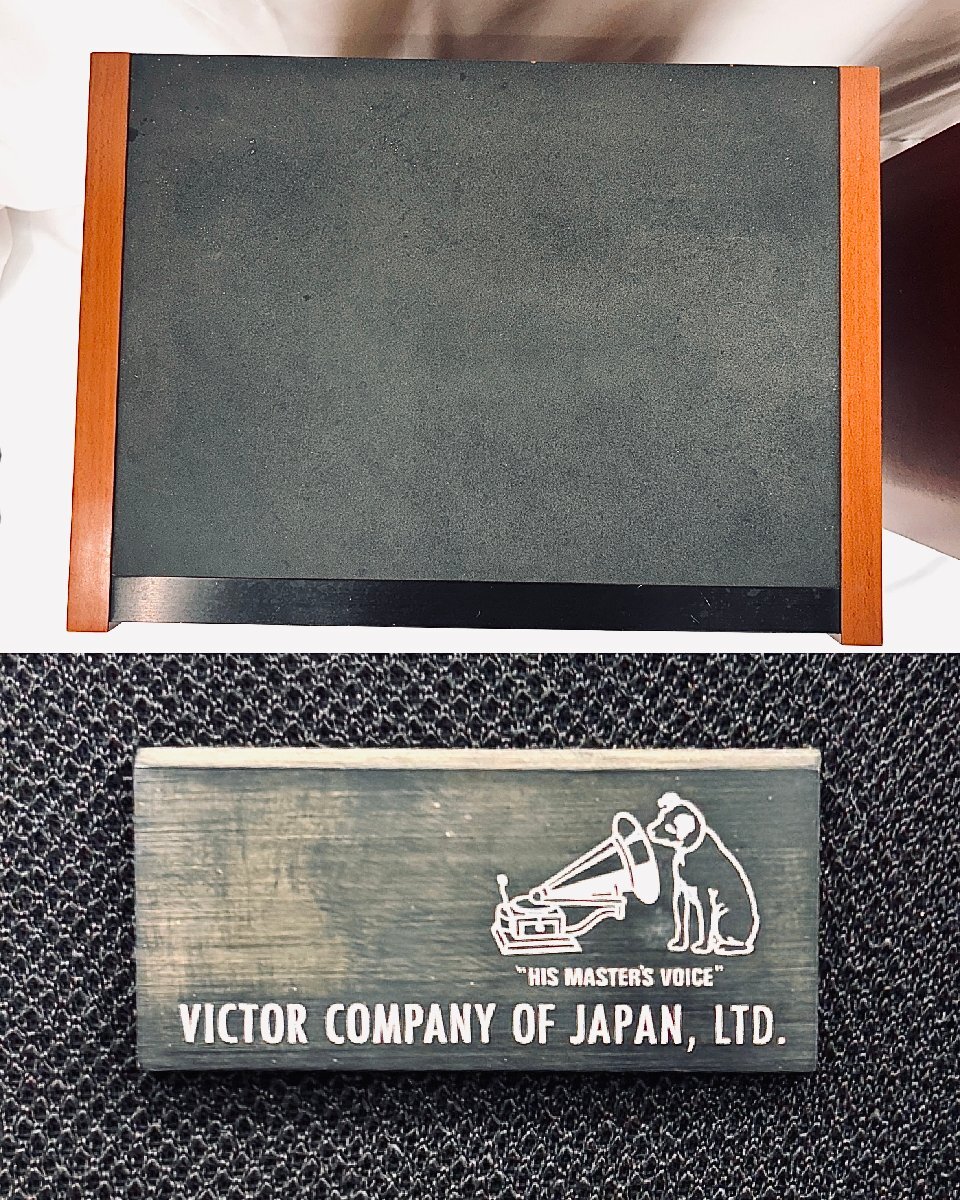 "HIS MASTER'S VOICE"
VICTOR COMPANY OF JAPAN, LTD.